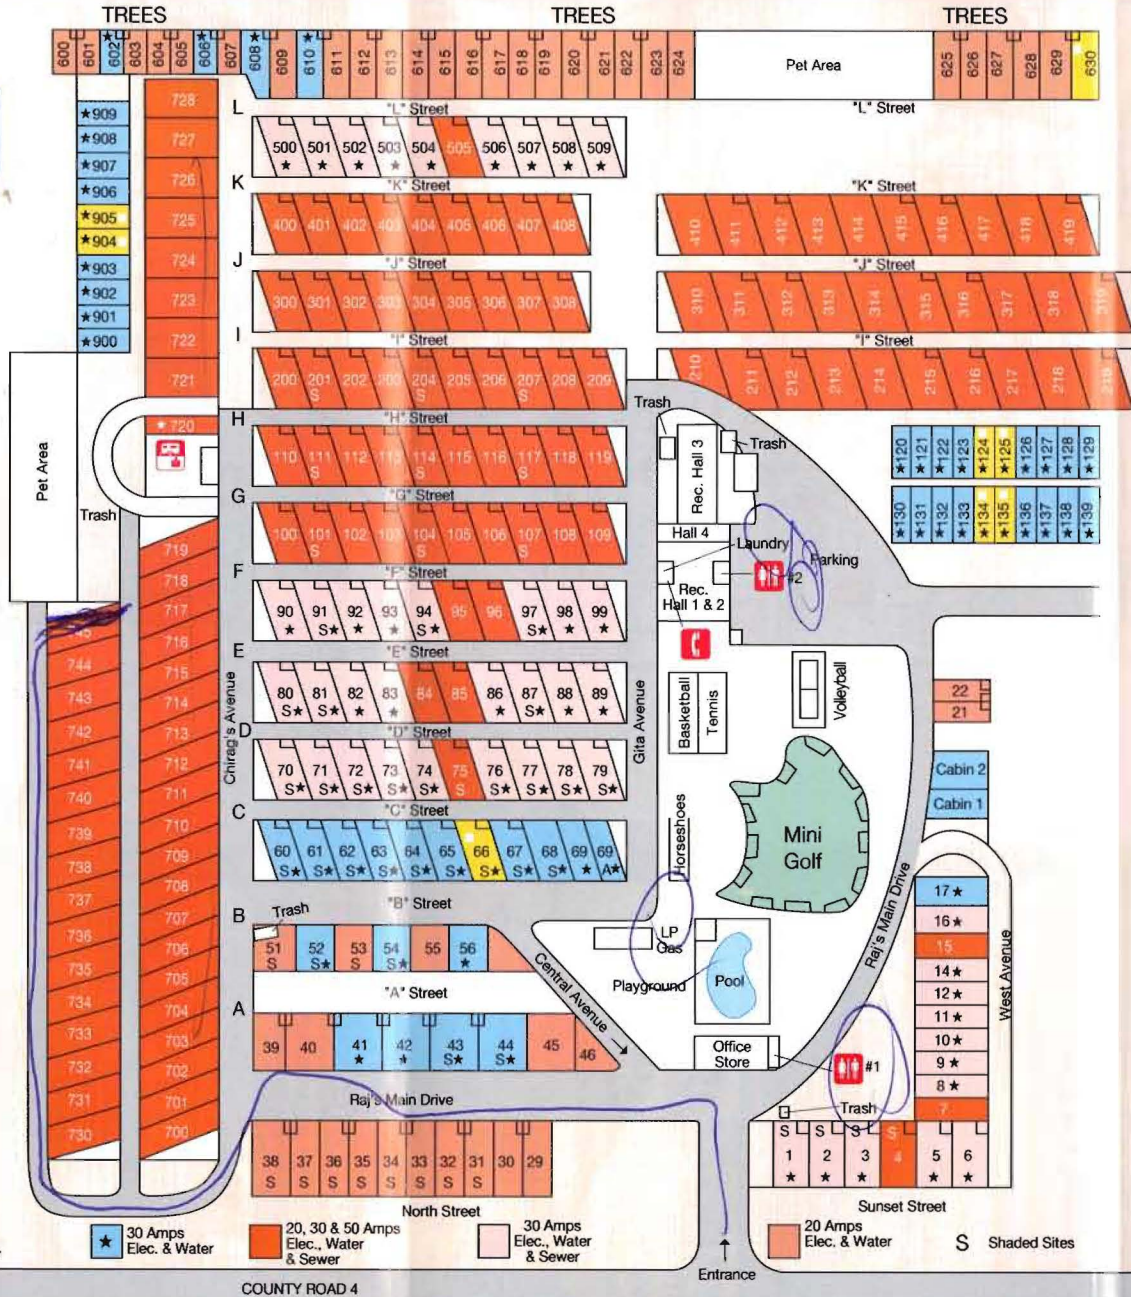 TREES TREES TREES
600 601 ★602 603 604 605 606★ 607 608★ 609 610★ 611 612 613 614 615 616 617 618 619 620 621 622 623 624 Pet Area 625 626 627 628 629 630
"L" Street "L" Street
L
500★ 501★ 502★ 503★ 504★ 505 506★ 507★ 508★ 509★
"K" Street "K" Street
K
400 401 402 403 404 405 406 407 408 410 411 412 413 414 415 416 417 418 419
"J" Street "J" Street
J
300 301 302 303 304 305 306 307 308 310 311 312 313 314 315 316 317 318 319
"I" Street "I" Street
I
200 201 S 202 203 204 S 205 206 207 S 208 209 210 211 212 213 214 215 216 217 218 219
"H" Street
H
110 111 S 112 113 114 S 115 116 117 S 118 119
"G" Street
G
100 101 S 102 103 104 S 105 106 107 S 108 109
"F" Street
F
90★ 91 S★ 92★ 93★ 94 S★ 95 96 97 S★ 98★ 99★
"E" Street
E
80 S★ 81 S★ 82★ 83★ 84 85 86★ 87 S★ 88★ 89★
"D" Street
D
70 S★ 71 S★ 72 S★ 73 S★ 74 S★ 75 S 76 S★ 77 S★ 78 S★ 79 S★
"C" Street
C
60 S★ 61 S★ 62 S★ 63 S★ 64 S★ 65 S★ 66 S★ 67 S★ 68 S★ 69★ 69 A★
"B" Street
B
Trash
51 S 52 S★ 53 S 54 S★ 55 56★
"A" Street
A
39 40 41★ 42★ 43 S★ 44 S★ 45 46
Raj's Main Drive
38 S 37 S 36 S 35 S 34 S 33 S 32 S 31 S 30 29
North Street
★909
★908
★907
★906
★905
★904
★903
★902
★901
★900
728
727
726
725
724
723
722
721
★720
Pet Area
Trash
719
718
717
716
715
714
713
712
711
710
709
708
707
706
705
704
703
702
701
700
45
744
743
742
741
740
739
738
737
736
735
734
733
732
731
730
Chirag's Avenue
Gita Avenue
Central Avenue
Trash
Rec. Hall 3
Trash
Hall 4
Laundry
Parking
#2
Rec.
Hall 1 & 2
Basketball
Tennis
Volleyball
Horseshoes
Mini
Golf
LP
Gas
Playground
Pool
Office
Store
#1
Trash
Raj's Main Drive
★120 ★121 ★122 ★123 ★124 ★125 ★126 ★127 ★128 ★129
★130 ★131 ★132 ★133 ★134 ★135 ★136 ★137 ★138 ★139
22
21
Cabin 2
Cabin 1
17★
16★
15
14★
12★
11★
10★
9★
8★
7
West Avenue
S 1★ S 2★ S 3★ S 4 5★ 6★
Sunset Street
★ 30 Amps
Elec. & Water
20, 30 & 50 Amps
Elec., Water
& Sewer
30 Amps
Elec., Water
& Sewer
20 Amps
Elec. & Water
S Shaded Sites
Entrance
COUNTY ROAD 4